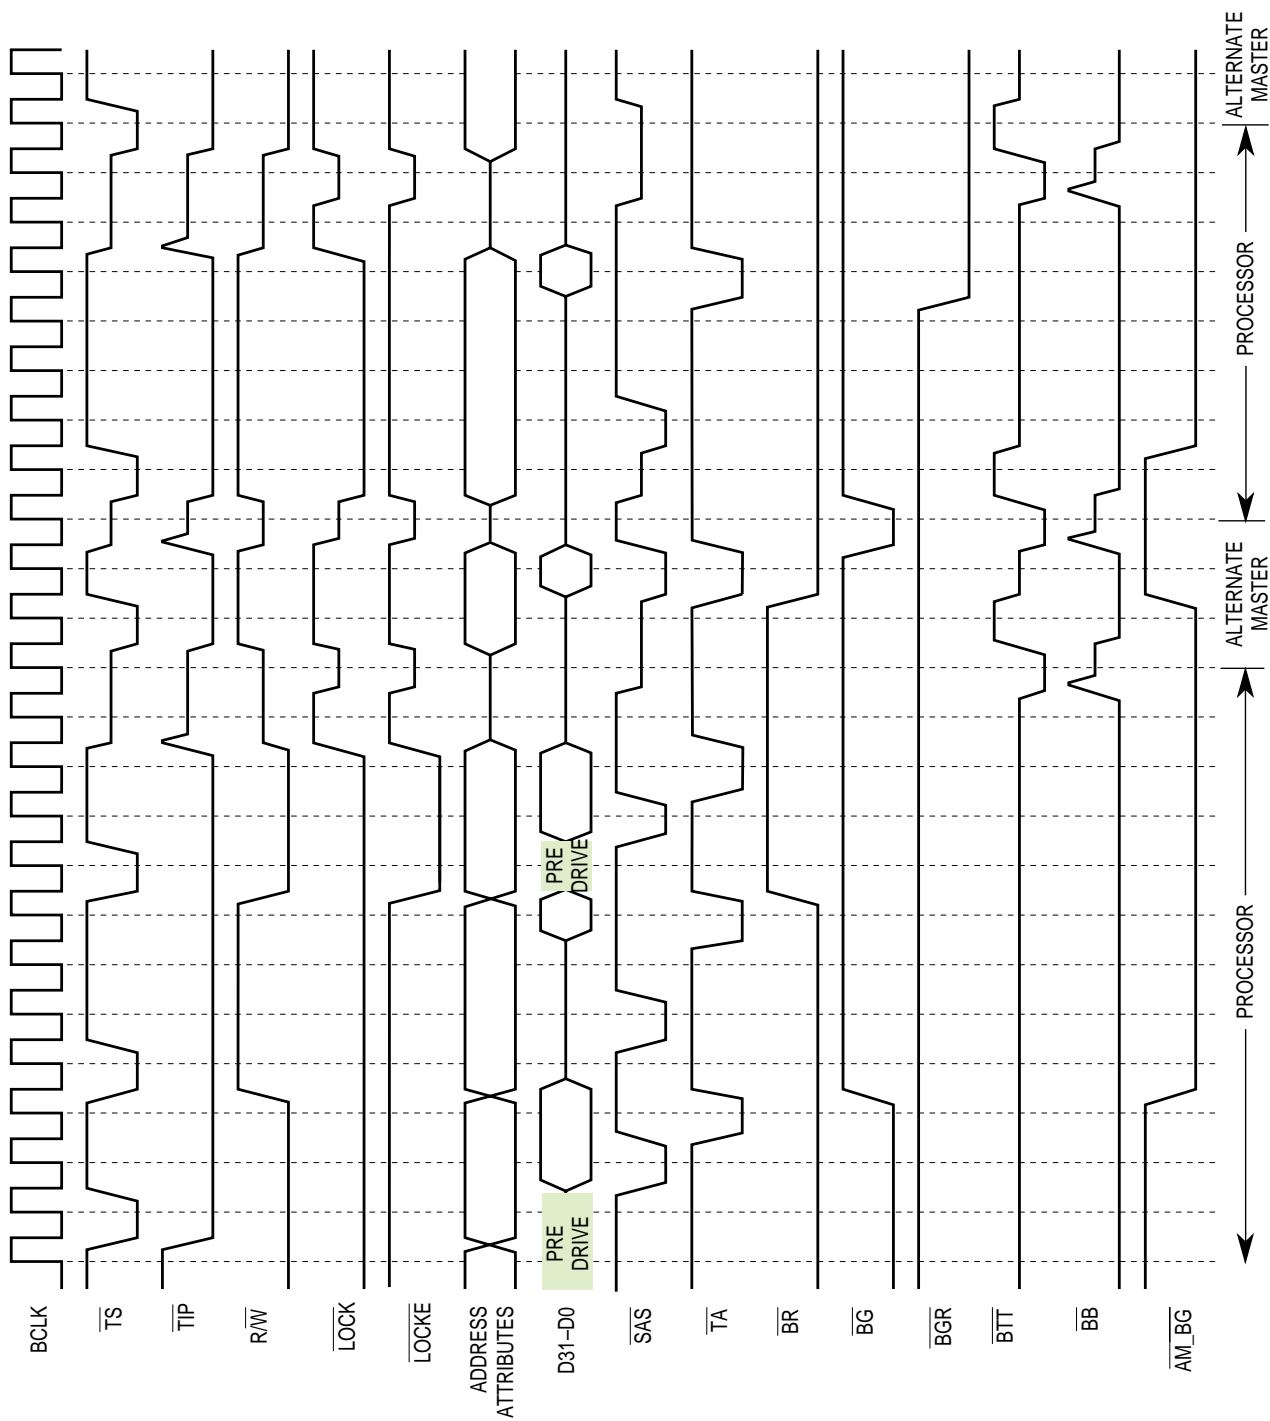 BCLK
TS
TIP
R/W
LOCK
LOCKE
ADDRESS
ATTRIBUTES
D31–D0
SAS
TA
BR
BG
BGR
BTT
BB
AM_BG
PRE
DRIVE
PRE
DRIVE
PROCESSOR
ALTERNATE
MASTER
PROCESSOR
ALTERNATE
MASTER